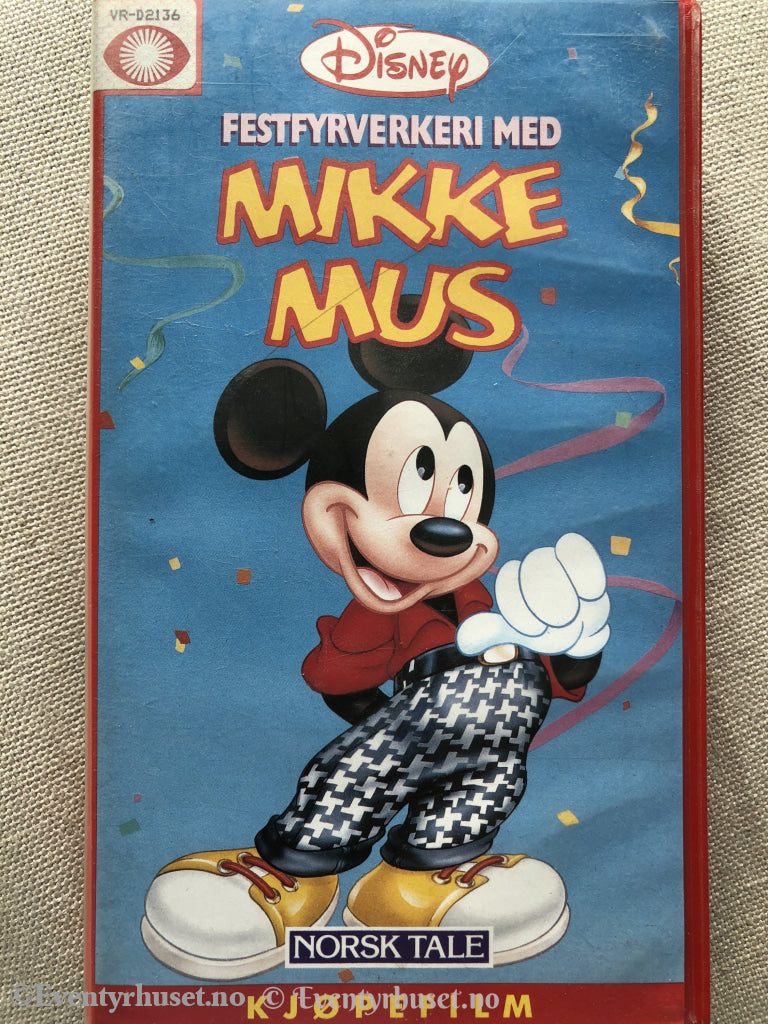 VR-D2136
Disney
FESTFYRVERKERI MED
MIKKE
MUS
NORSK TALE
KJØPEFILM
©Eventyrhuset.no © Eventyrhuset.no